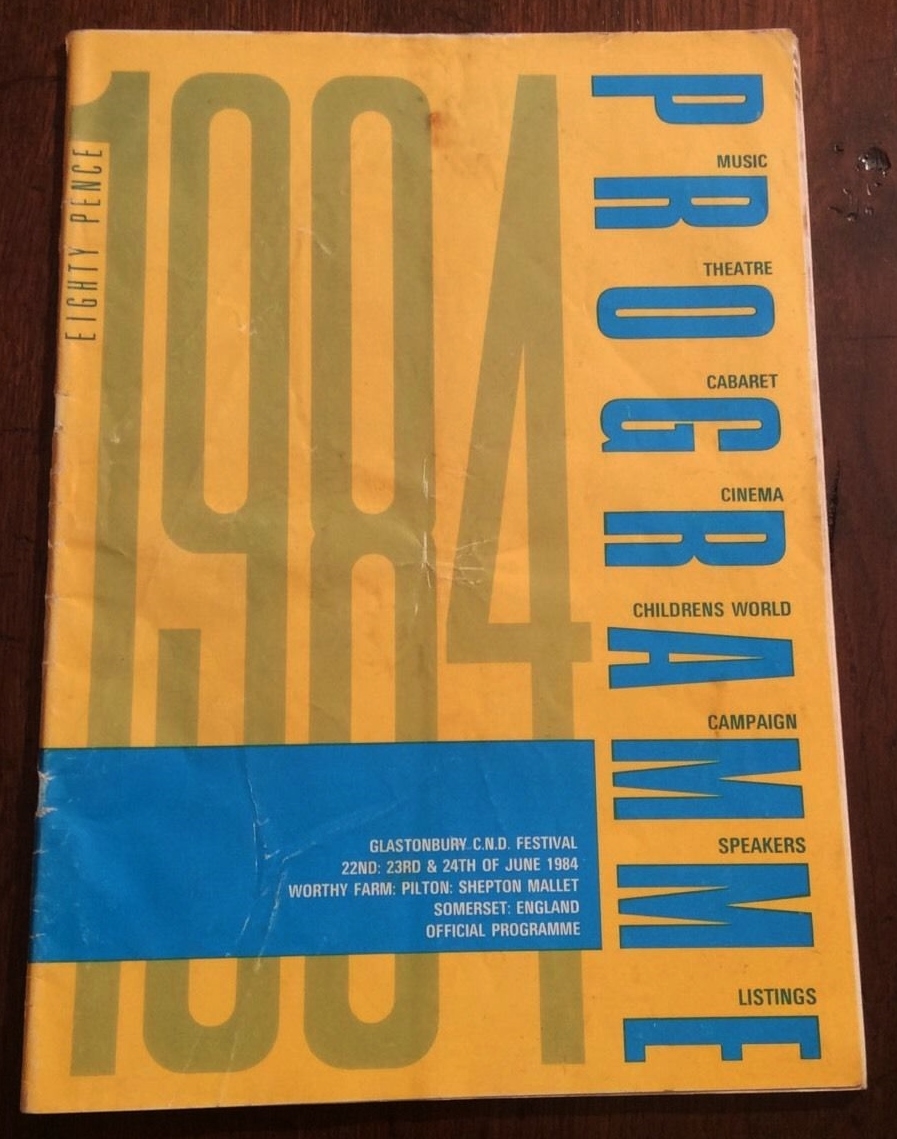 1984
EIGHTY PENCE
PROGRAMME
MUSIC
THEATRE
CABARET
CINEMA
CHILDRENS WORLD
CAMPAIGN
SPEAKERS
LISTINGS
GLASTONBURY C.N.D. FESTIVAL
22ND: 23RD & 24TH OF JUNE 1984
WORTHY FARM: PILTON: SHEPTON MALLET
SOMERSET: ENGLAND
OFFICIAL PROGRAMME